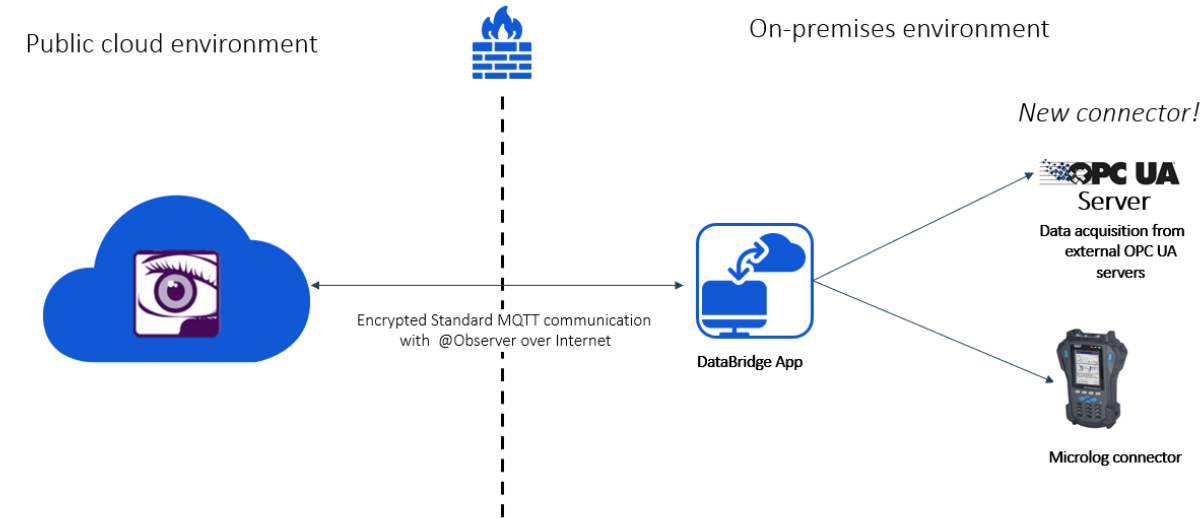 Public cloud environment
On-premises environment
New connector!
OPC UA
Server
Data acquisition from
external OPC UA
servers
Encrypted Standard MQTT communication
with @Observer over Internet
DataBridge App
Microlog connector